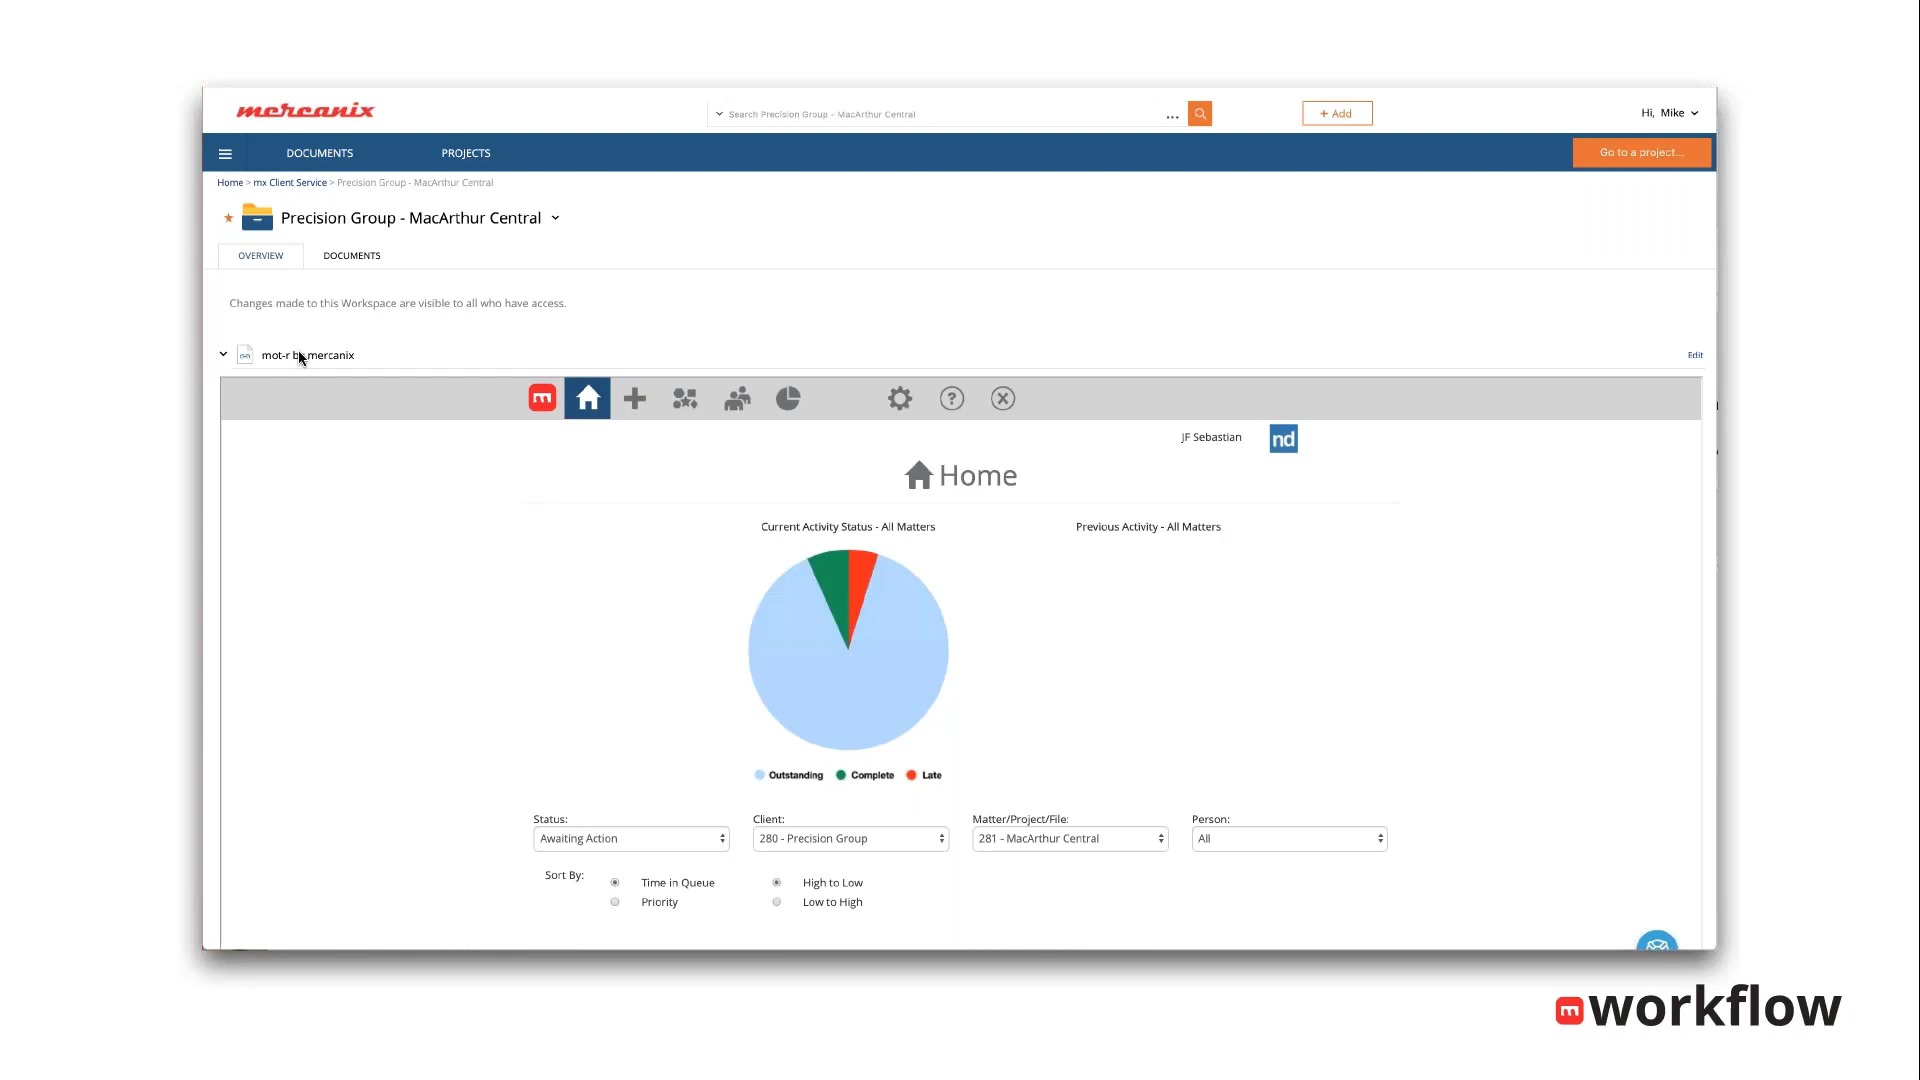 mercanix
Search Precision Group - MacArthur Central
...
+ Add
Hi, Mike
DOCUMENTS
PROJECTS
Go to a project...
Home > mx Client Service > Precision Group - MacArthur Central
Precision Group - MacArthur Central
OVERVIEW
DOCUMENTS
Changes made to this Workspace are visible to all who have access.
mot-r b mercanix
Edit
m
?
JF Sebastian
nd
Home
Current Activity Status - All Matters
Previous Activity - All Matters
Outstanding
Complete
Late
Status:
Client:
Matter/Project/File:
Person:
Awaiting Action
280 - Precision Group
281 - MacArthur Central
All
Sort By:
Time in Queue
High to Low
Priority
Low to High
m workflow